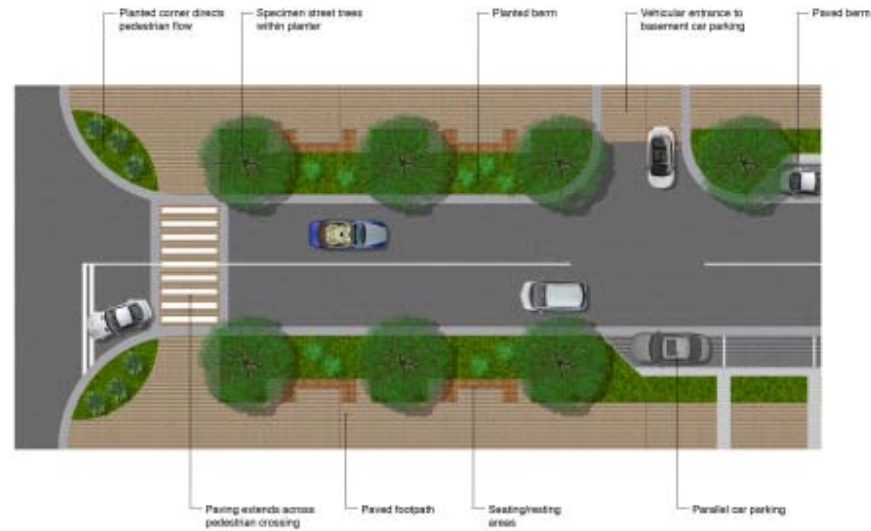 Planted corner directs
pedestrian flow
Specimen street trees
within planter
Planted berm
Vehicular entrance to
basement car parking
Paved berm
Paving extends across
pedestrian crossing
Paved footpath
Seating/resting
areas
Parallel car parking